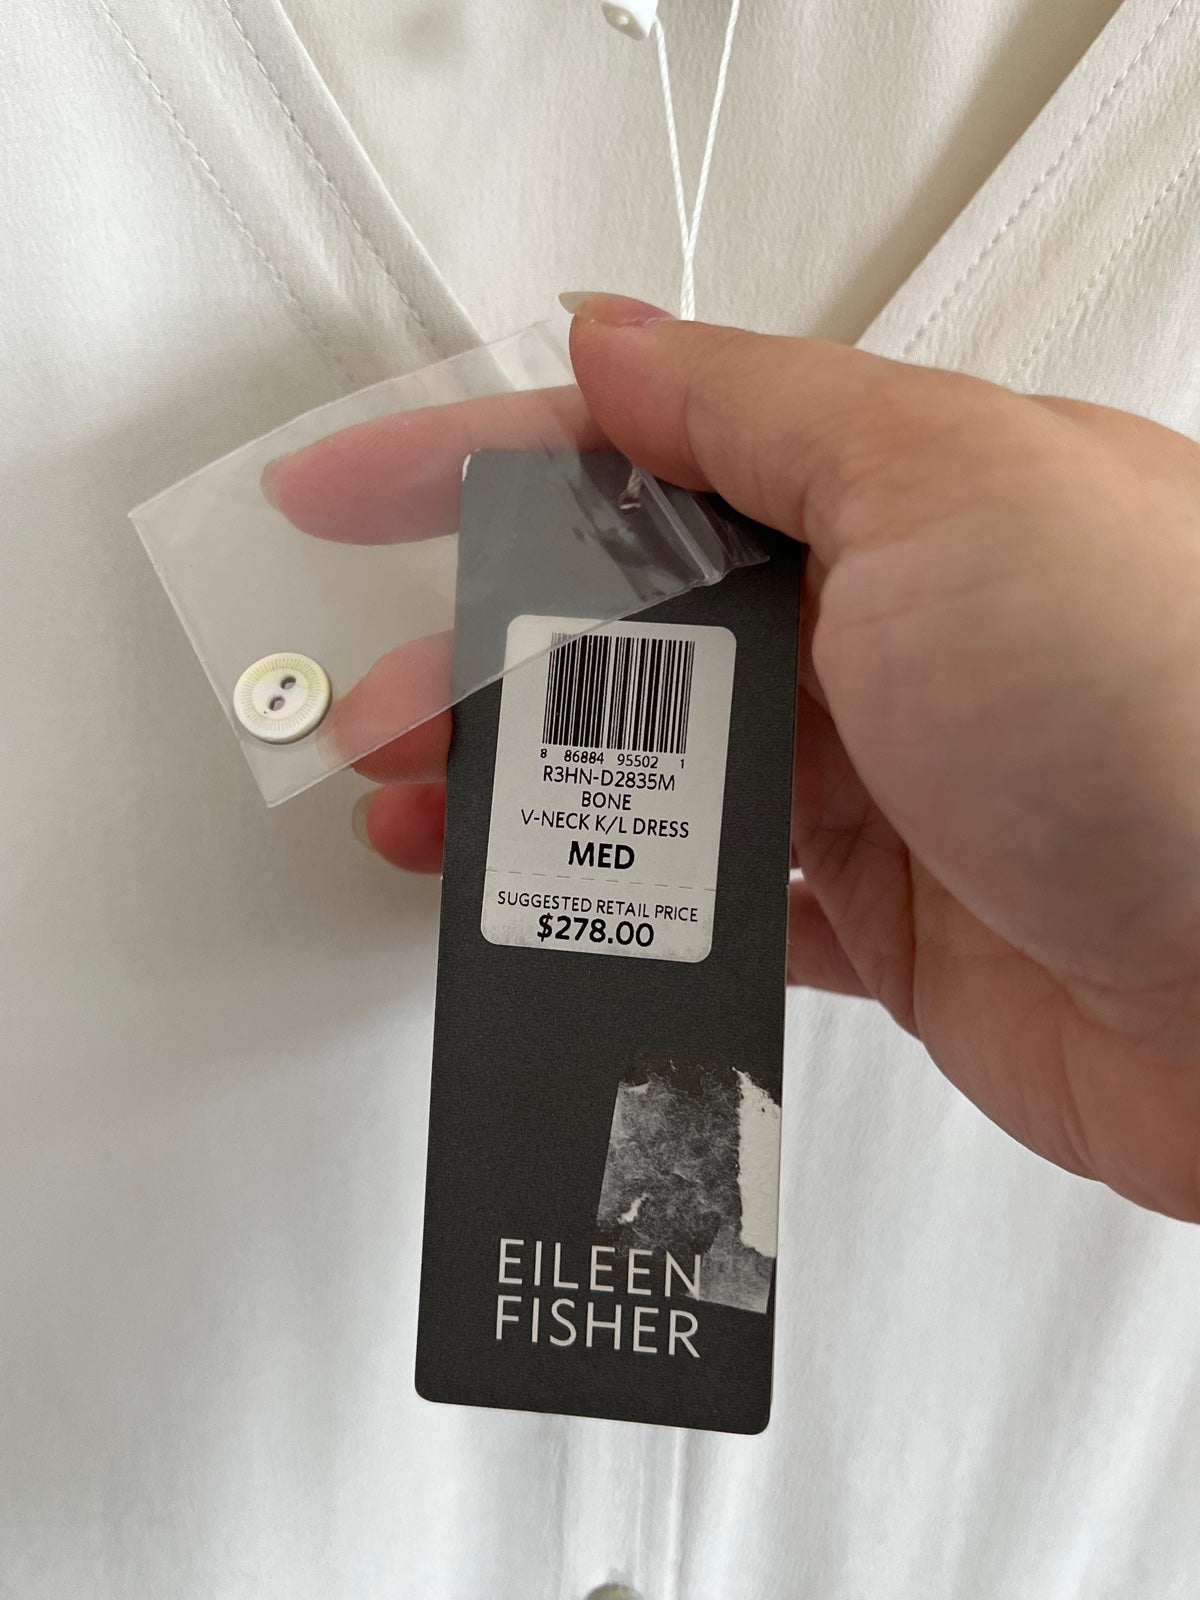 8 86884 95502 1
R3HN-D2835M
BONE
V-NECK K/L DRESS
MED
SUGGESTED RETAIL PRICE
$278.00
EILEEN
FISHER